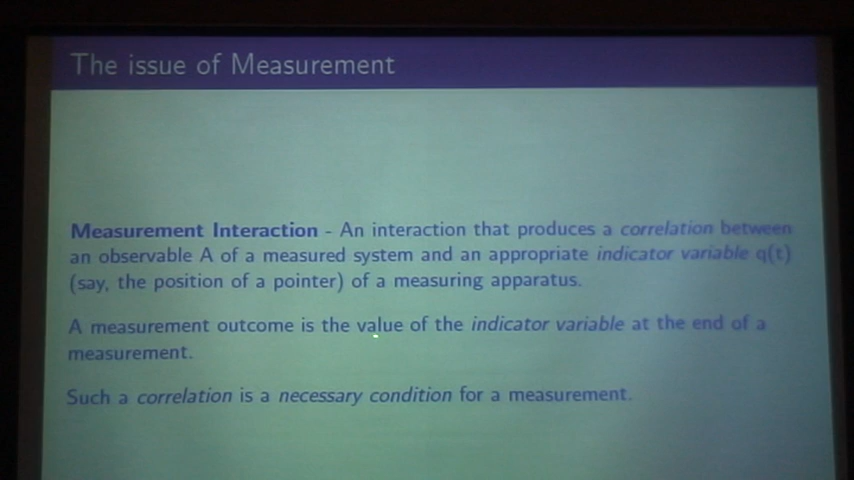 The issue of Measurement
Measurement Interaction - An interaction that produces a correlation between
an observable A of a measured system and an appropriate indicator variable q(t)
(say, the position of a pointer) of a measuring apparatus.
A measurement outcome is the value of the indicator variable at the end of a
measurement.
Such a correlation is a necessary condition for a measurement.